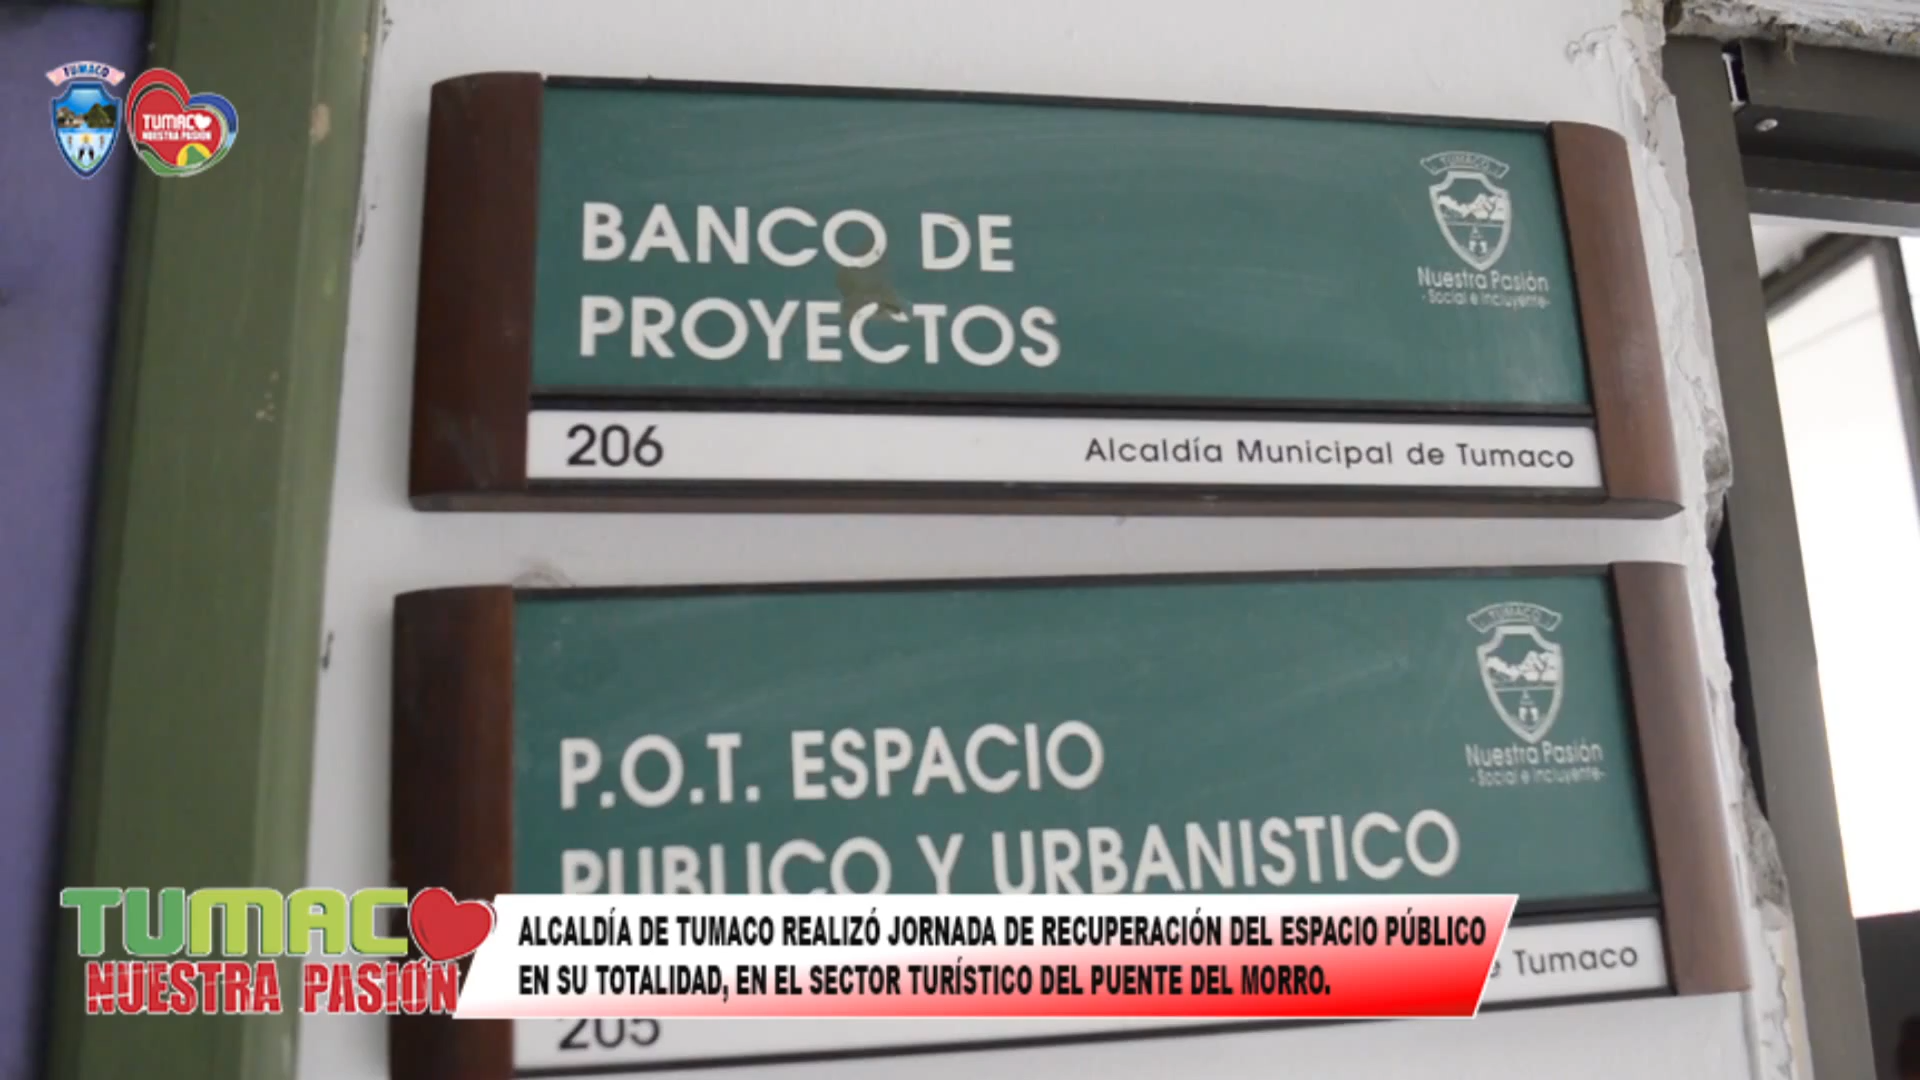 TUMACO
TUMACO
NUESTRA PASIÓN
BANCO DE
PROYECTOS
TUMACO
Nuestra Pasión
- Social e Incluyente-
206
Alcaldía Municipal de Tumaco
P.O.T. ESPACIO
PUBLICO Y URBANISTICO
TUMACO
Nuestra Pasión
- Social e Incluyente-
Tumaco
205
TUMACO
NUESTRA PASIÓN
ALCALDÍA DE TUMACO REALIZÓ JORNADA DE RECUPERACIÓN DEL ESPACIO PÚBLICO
EN SU TOTALIDAD, EN EL SECTOR TURÍSTICO DEL PUENTE DEL MORRO.